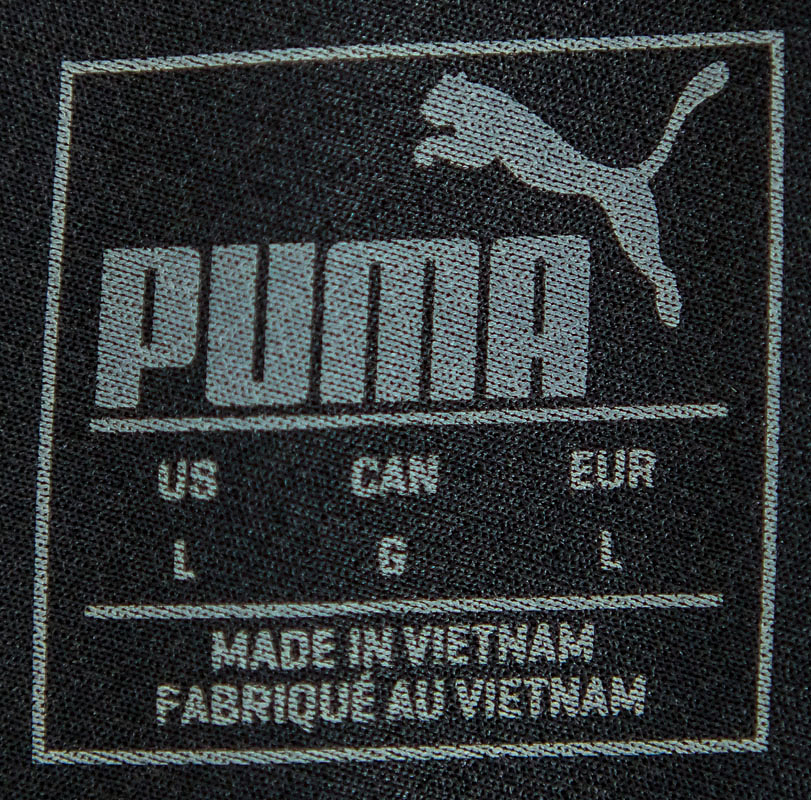 PUMA
US CAN EUR
L G L
MADE IN VIETNAM
FABRIQUÉ AU VIETNAM